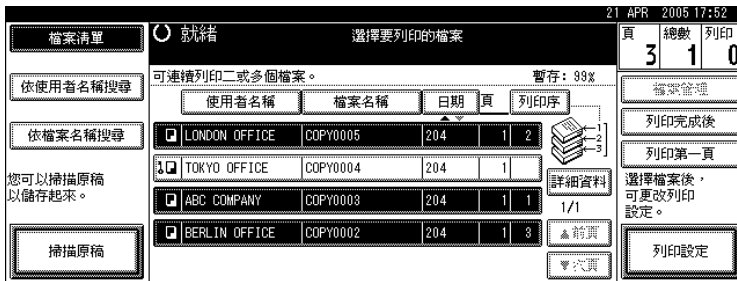 21 APR 2005 17:52
檔案清單
就緒 選擇要列印的檔案
頁 總數 列印
3 1 0
可連續列印二或多個檔案。 暫存: 99%
依使用者名稱搜尋
使用者名稱 檔案名稱 日期 頁 列印序
檔案管理
依檔案名稱搜尋
LONDON OFFICE COPY0005 204 1 2
1
2
3
列印完成後
TOKYO OFFICE COPY0004 204 1
列印第一頁
您可以掃描原稿
以儲存起來。
ABC COMPANY COPY0003 204 1 1
詳細資料
1/1
選擇檔案後，
可更改列印
設定。
BERLIN OFFICE COPY0002 204 1 3
▲前頁
▼次頁
掃描原稿
列印設定